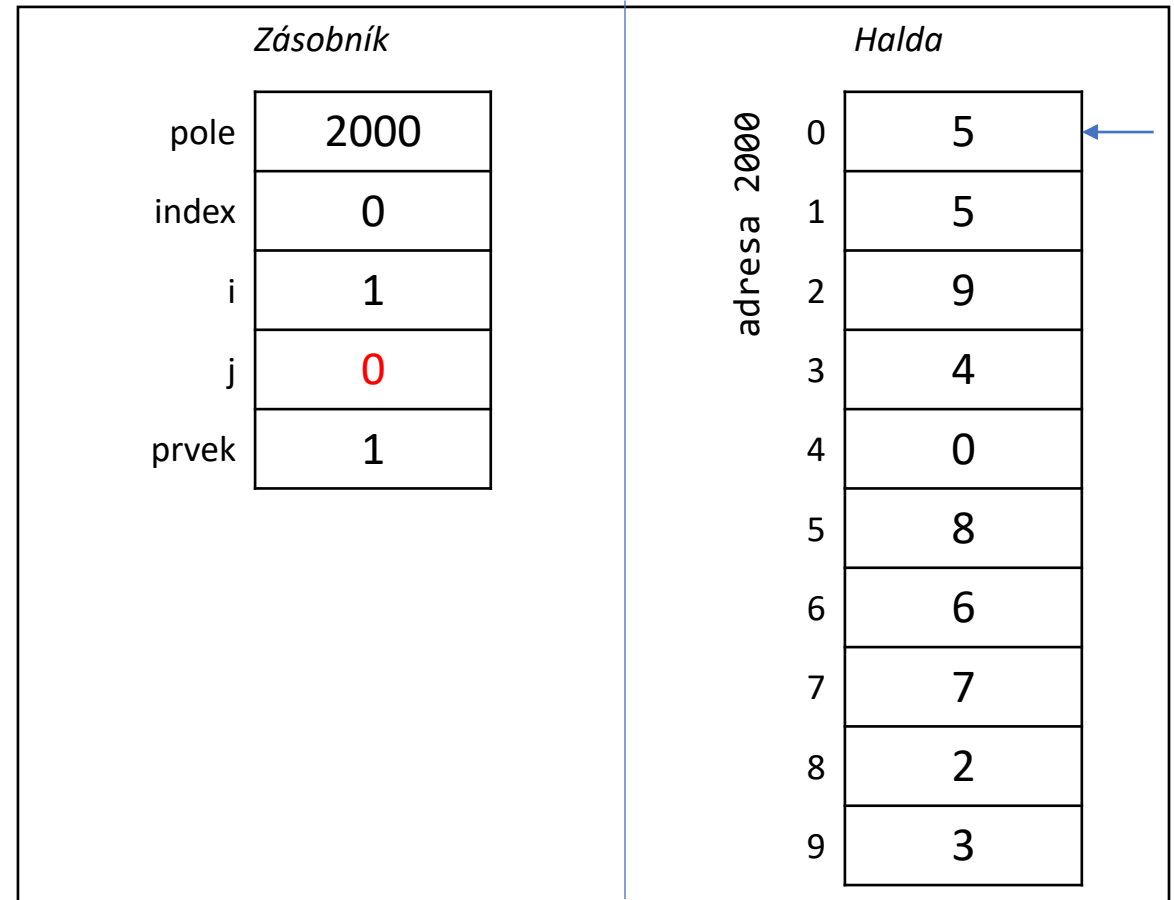 Zásobník
pole 2000
index 0
i 1
j 0
prvek 1
Halda
adresa 2000
0 5
1 5
2 9
3 4
4 0
5 8
6 6
7 7
8 2
9 3